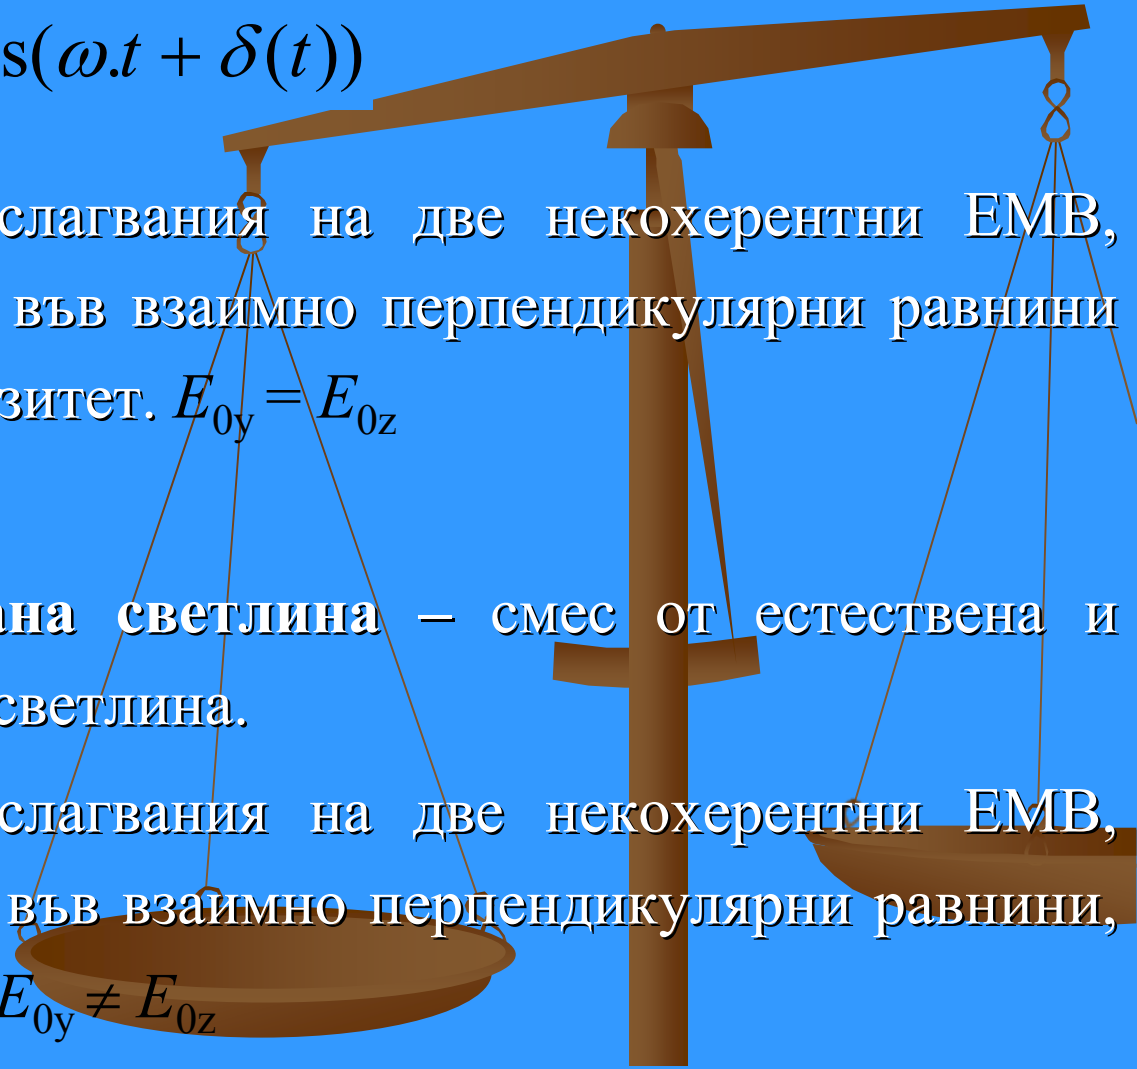 s(ω.t + δ(t))
слагвания на две некохерентни ЕМВ,
във взаимно перпендикулярни равнини
зитет. E0y = E0z
ана светлина – смес от естествена и
светлина.
слагвания на две некохерентни ЕМВ,
във взаимно перпендикулярни равнини,
E0y ≠ E0z